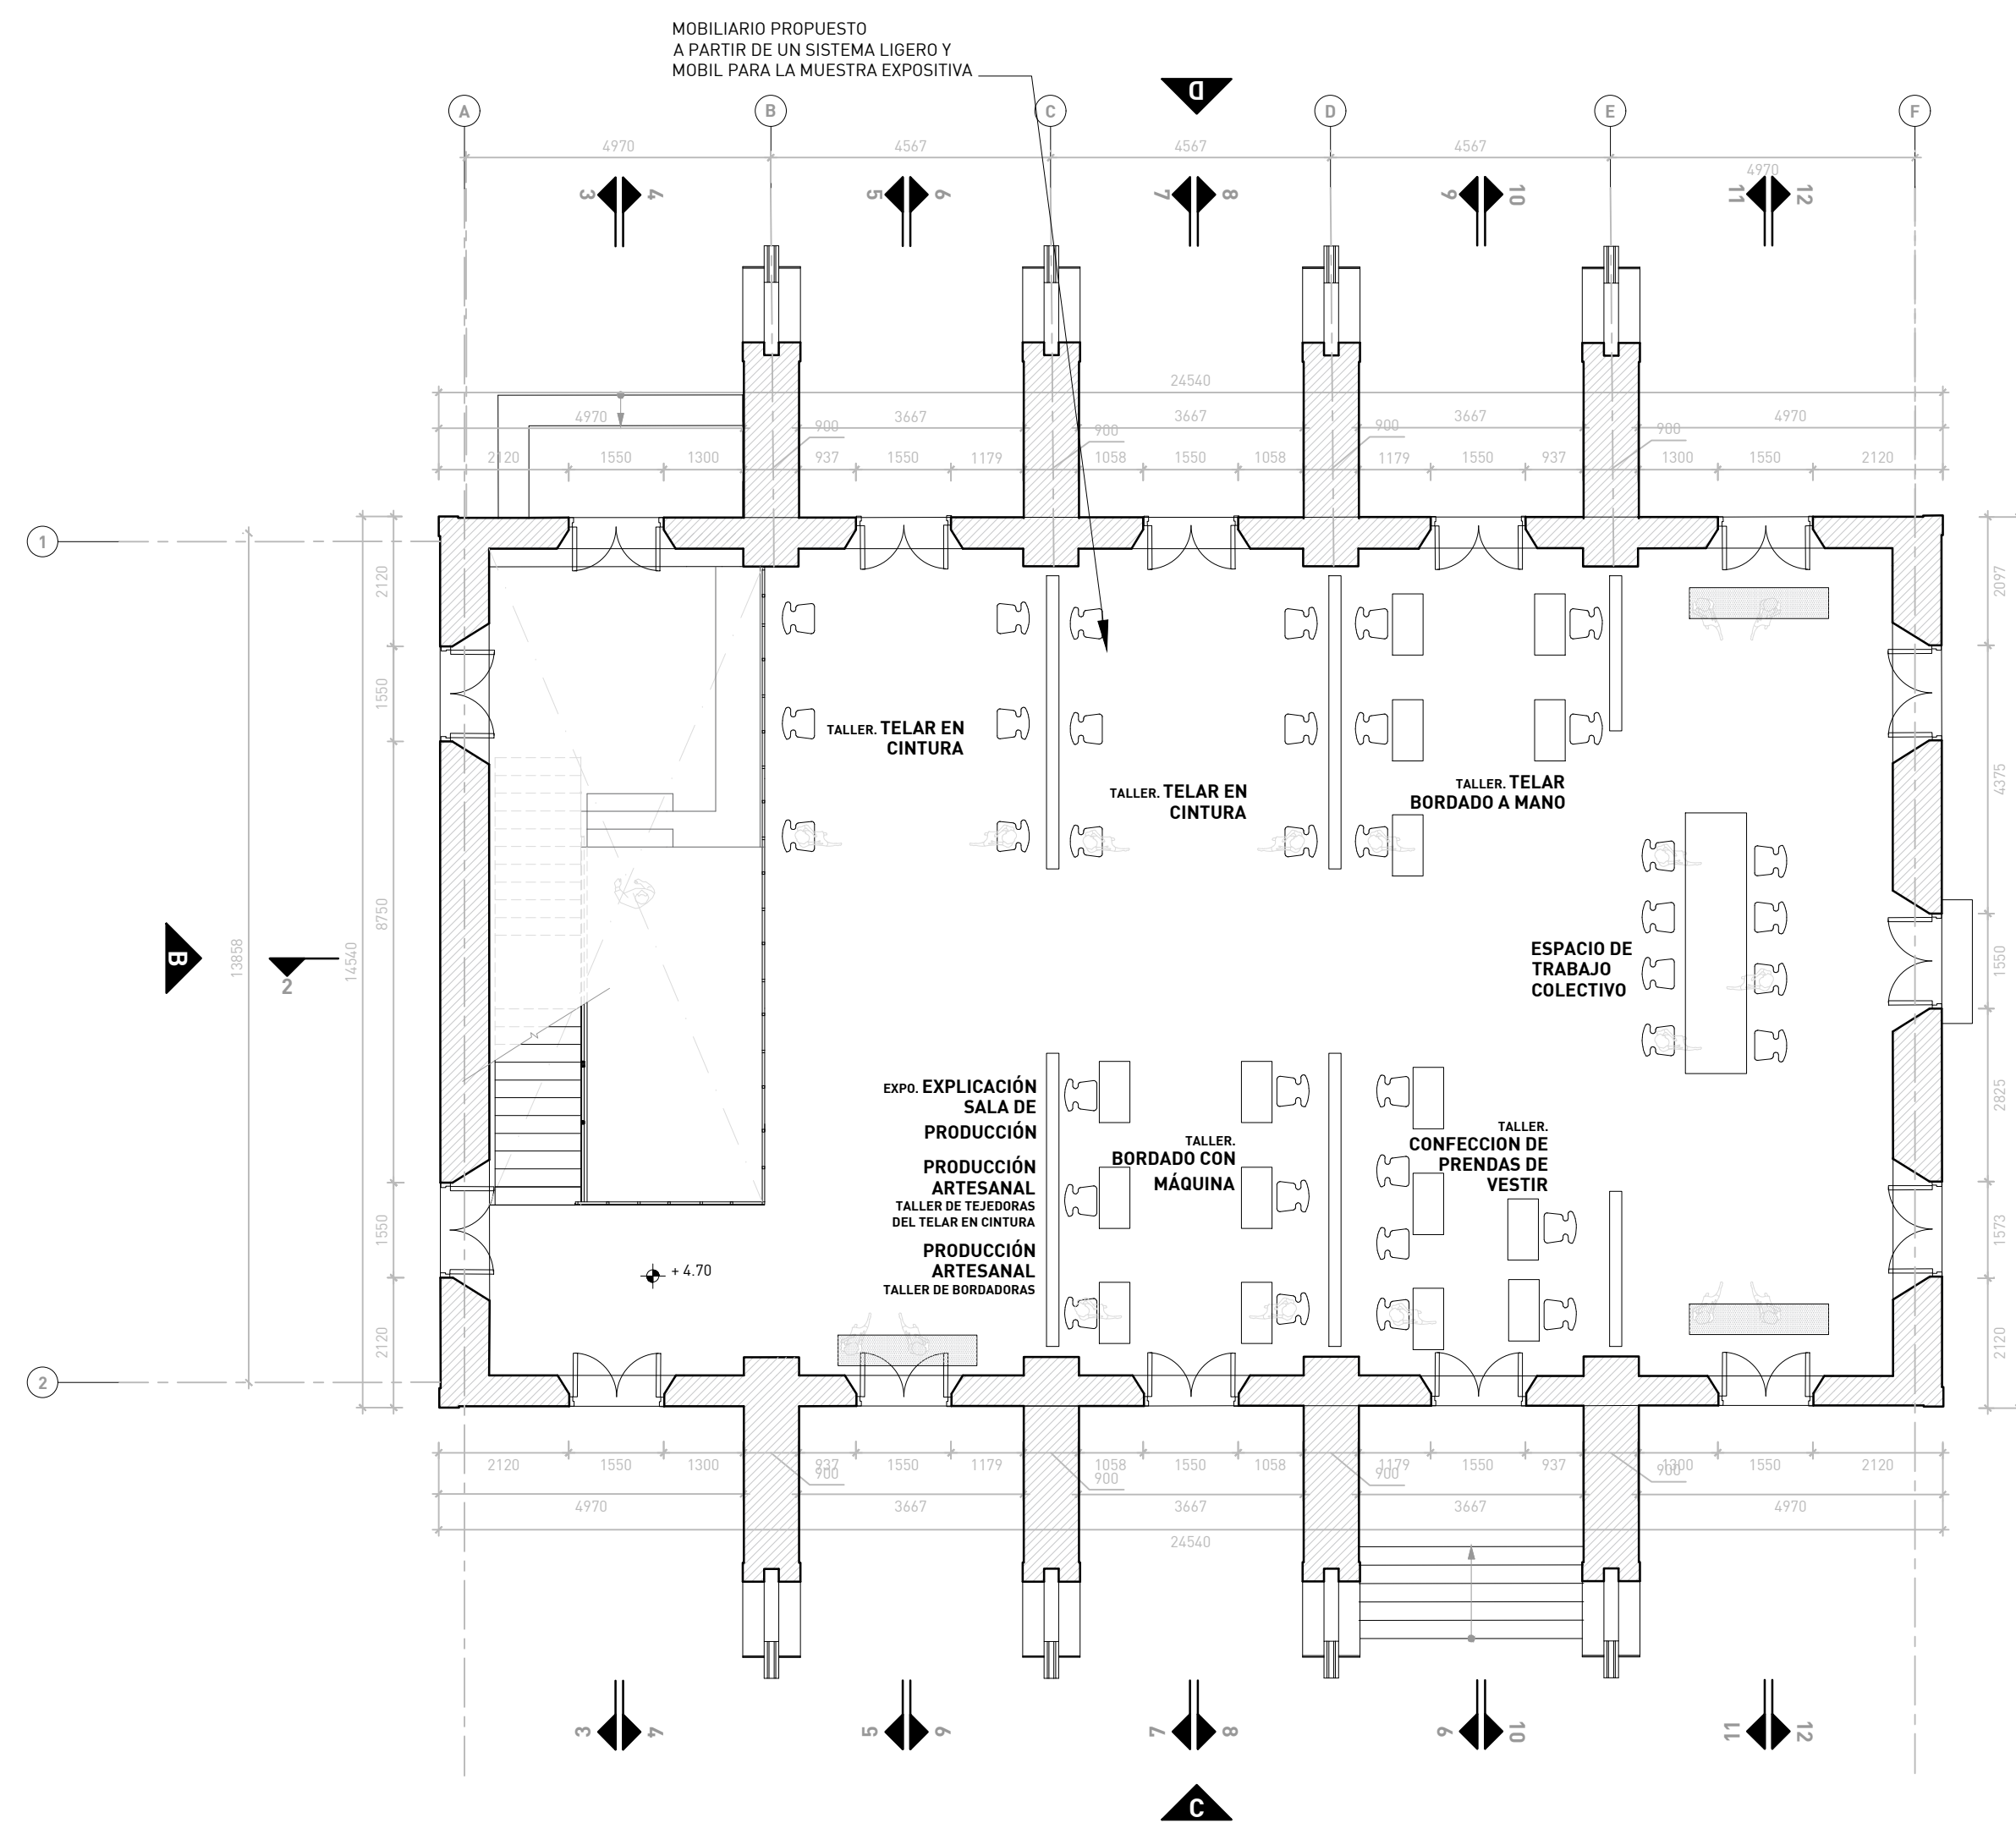 MOBILIARIO PROPUESTO
A PARTIR DE UN SISTEMA LIGERO Y
MOBIL PARA LA MUESTRA EXPOSITIVA
D
A B C D E F
4970 4567 4567 4567 4970
3 4 5 6 7 8 9 10 11 12
24540
4970 3667 3667 3667 4970
900 900 900 900
2120 1550 1300 937 1550 1179 1058 1550 1058 1179 1550 937 1300 1550 2120
1
2120
1550
8750
1550
2120
14540
13858
B
2
2
2097
4375
1550
2825
1573
2120
TALLER. TELAR EN
CINTURA
TALLER. TELAR EN
CINTURA
TALLER. TELAR
BORDADO A MANO
ESPACIO DE
TRABAJO
COLECTIVO
EXPO. EXPLICACIÓN
SALA DE
PRODUCCIÓN
PRODUCCIÓN
ARTESANAL
TALLER DE TEJEDORAS
DEL TELAR EN CINTURA
PRODUCCIÓN
ARTESANAL
TALLER DE BORDADORAS
TALLER.
BORDADO CON
MÁQUINA
TALLER.
CONFECCION DE
PRENDAS DE
VESTIR
+ 4.70
2120 1550 1300 937 1550 1179 1058 1550 1058 1179 1550 937 1300 1550 2120
900 900 900 900
4970 3667 3667 3667 4970
24540
3 4 5 6 7 8 9 10 11 12
C